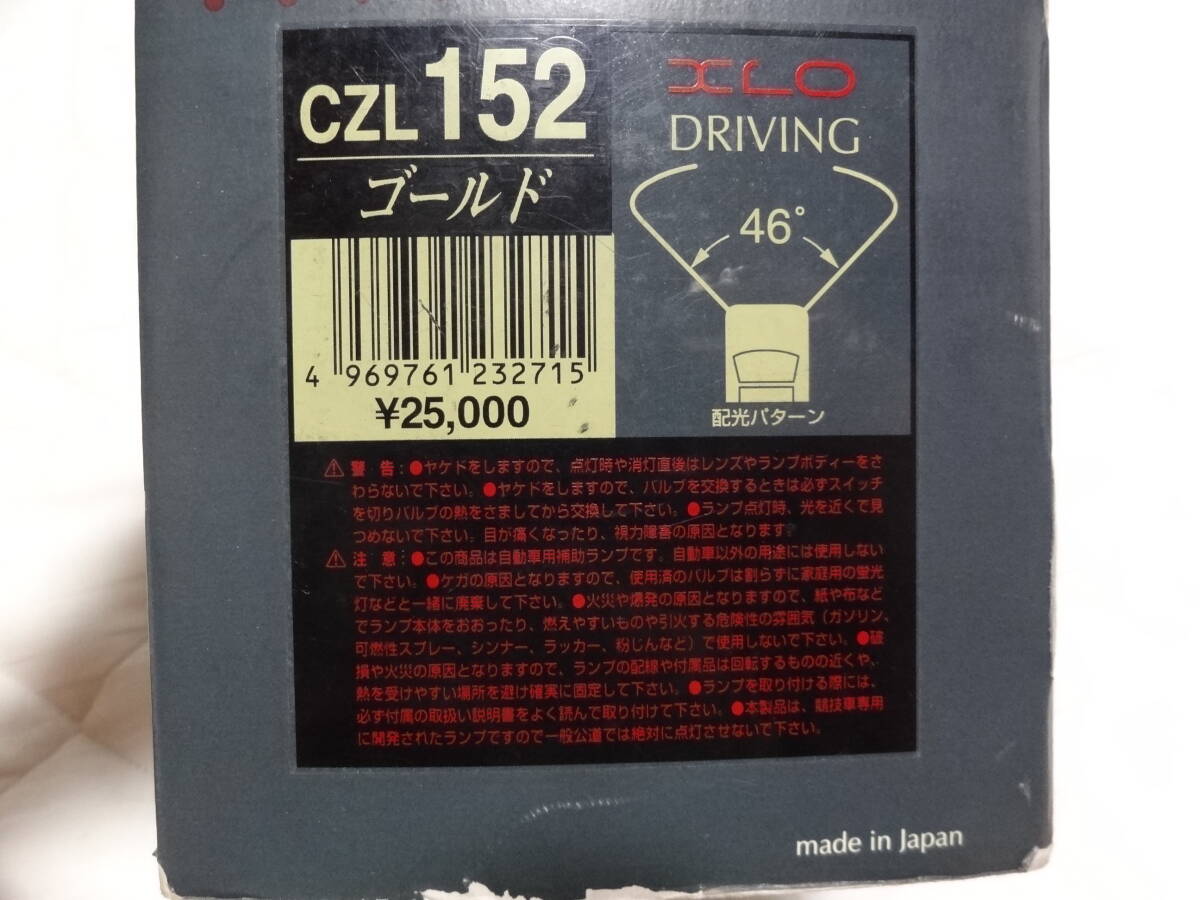 CZL 152
ゴールド
4 969761 232715
¥25,000
XLO
DRIVING
46°
配光パターン
⚠ 警 告：●ヤケドをしますので、点灯時や消灯直後はレンズやランプボディーをさ
わらないで下さい。●ヤケドをしますので、バルブを交換するときは必ずスイッチ
を切りバルブの熱をさましてから交換して下さい。●ランプ点灯時、光を近くで見
つめないで下さい。目が痛くなったり、視力障害の原因となります。
⚠ 注 意：●この商品は自動車用補助ランプです。自動車以外の用途には使用しない
で下さい。●ケガの原因となりますので、使用済のバルブは割らずに家庭用の蛍光
灯などと一緒に廃棄して下さい。●火災や爆発の原因となりますので、紙や布など
でランプ本体をおおったり、燃えやすいものや引火する危険性の雰囲気（ガソリン、
可燃性スプレー、シンナー、ラッカー、粉じんなど）で使用しないで下さい。●破
損や火災の原因となりますので、ランプの配線や付属品は回転するものの近くや、
熱を受けやすい場所を避け確実に固定して下さい。●ランプを取り付ける際には、
必ず付属の取扱い説明書をよく読んで取り付けて下さい。●本製品は、競技車専用
に開発されたランプですので一般公道では絶対に点灯させないで下さい。
made in Japan